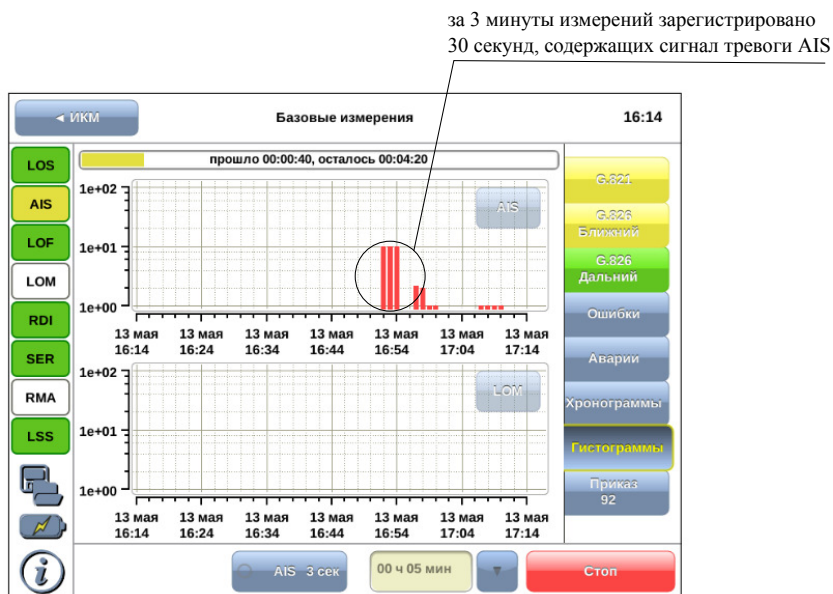 за 3 минуты измерений зарегистрировано
30 секунд, содержащих сигнал тревоги AIS
◄ ИКМ
Базовые измерения
16:14
LOS
AIS
LOF
LOM
RDI
SER
RMA
LSS
прошло 00:00:40, осталось 00:04:20
1e+02
1e+01
1e+00
AIS
13 мая 13 мая 13 мая 13 мая 13 мая 13 мая 13 мая
16:14 16:24 16:34 16:44 16:54 17:04 17:14
1e+02
1e+01
1e+00
LOM
13 мая 13 мая 13 мая 13 мая 13 мая 13 мая 13 мая
16:14 16:24 16:34 16:44 16:54 17:04 17:14
G.821
G.826
Ближний
G.826
Дальний
Ошибки
Аварии
Хронограммы
Гистограммы
Приказ
92
i
AIS 3 сек
00 ч 05 мин
▼
Стоп